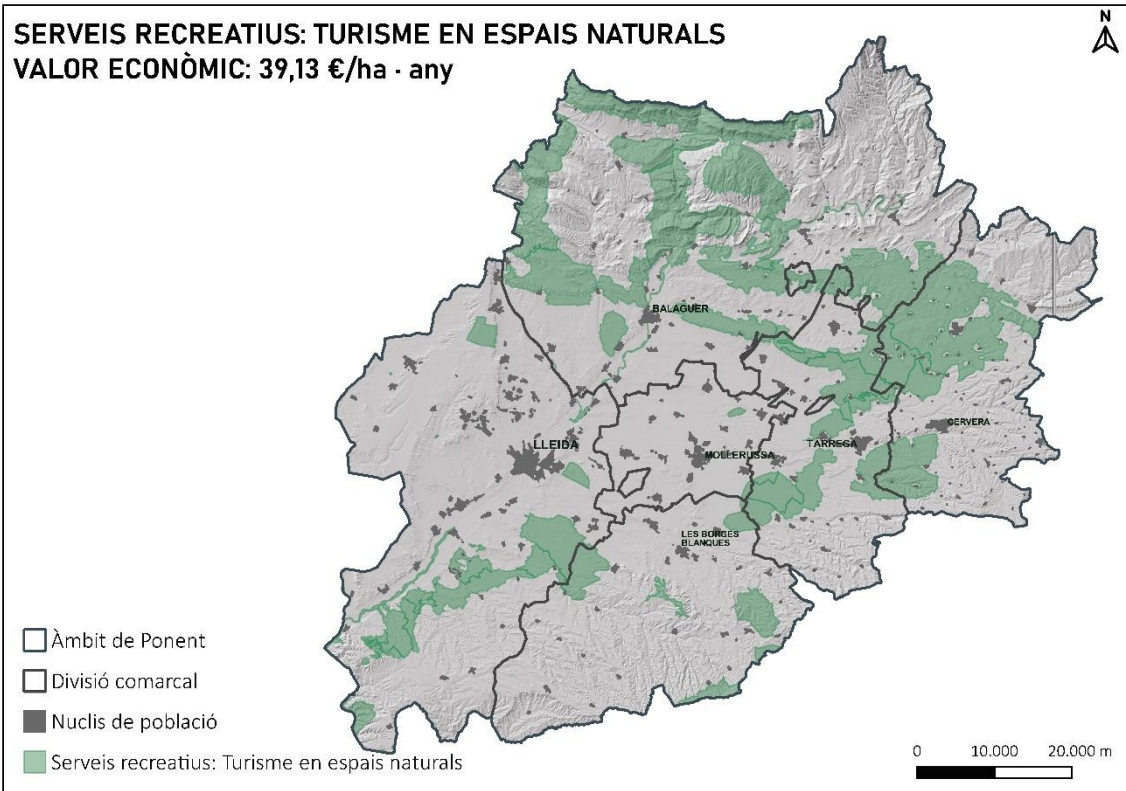 SERVEIS RECREATIUS: TURISME EN ESPAIS NATURALS
VALOR ECONÒMIC: 39,13 €/ha · any
N
BALAGUER
LLEIDA
MOLLERUSSA
TARREGA
CERVERA
LES BORGES
BLANQUES
Àmbit de Ponent
Divisió comarcal
Nuclis de població
Serveis recreatius: Turisme en espais naturals
0 10.000 20.000 m